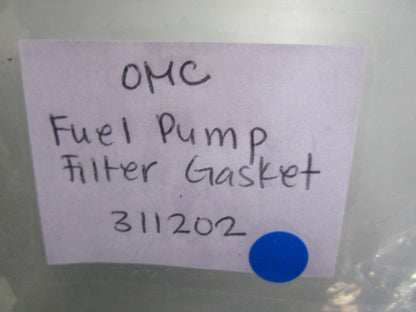 OMC
Fuel Pump
Filter Gasket
311202